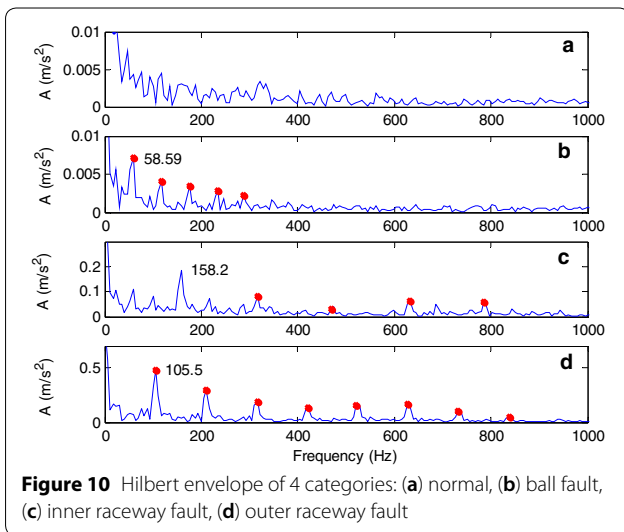 0.01
0.005
0
A (m/s²)
a
0 200 400 600 800 1000
0.01
0.005
0
A (m/s²)
58.59
b
0 200 400 600 800 1000
0.2
0.1
0
A (m/s²)
158.2
c
0 200 400 600 800 1000
0.5
0
A (m/s²)
105.5
d
0 200 400 600 800 1000
Frequency (Hz)
Figure 10 Hilbert envelope of 4 categories: (a) normal, (b) ball fault,
(c) inner raceway fault, (d) outer raceway fault